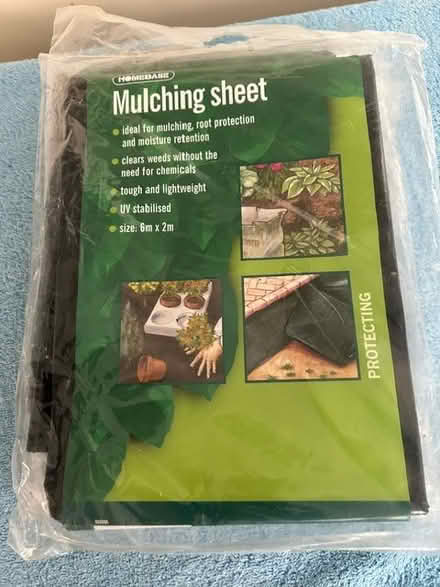 HOMEBASE
Mulching sheet
ideal for mulching, root protection
and moisture retention
clears weeds without the
need for chemicals
tough and lightweight
UV stabilised
size: 6m x 2m
PROTECTING